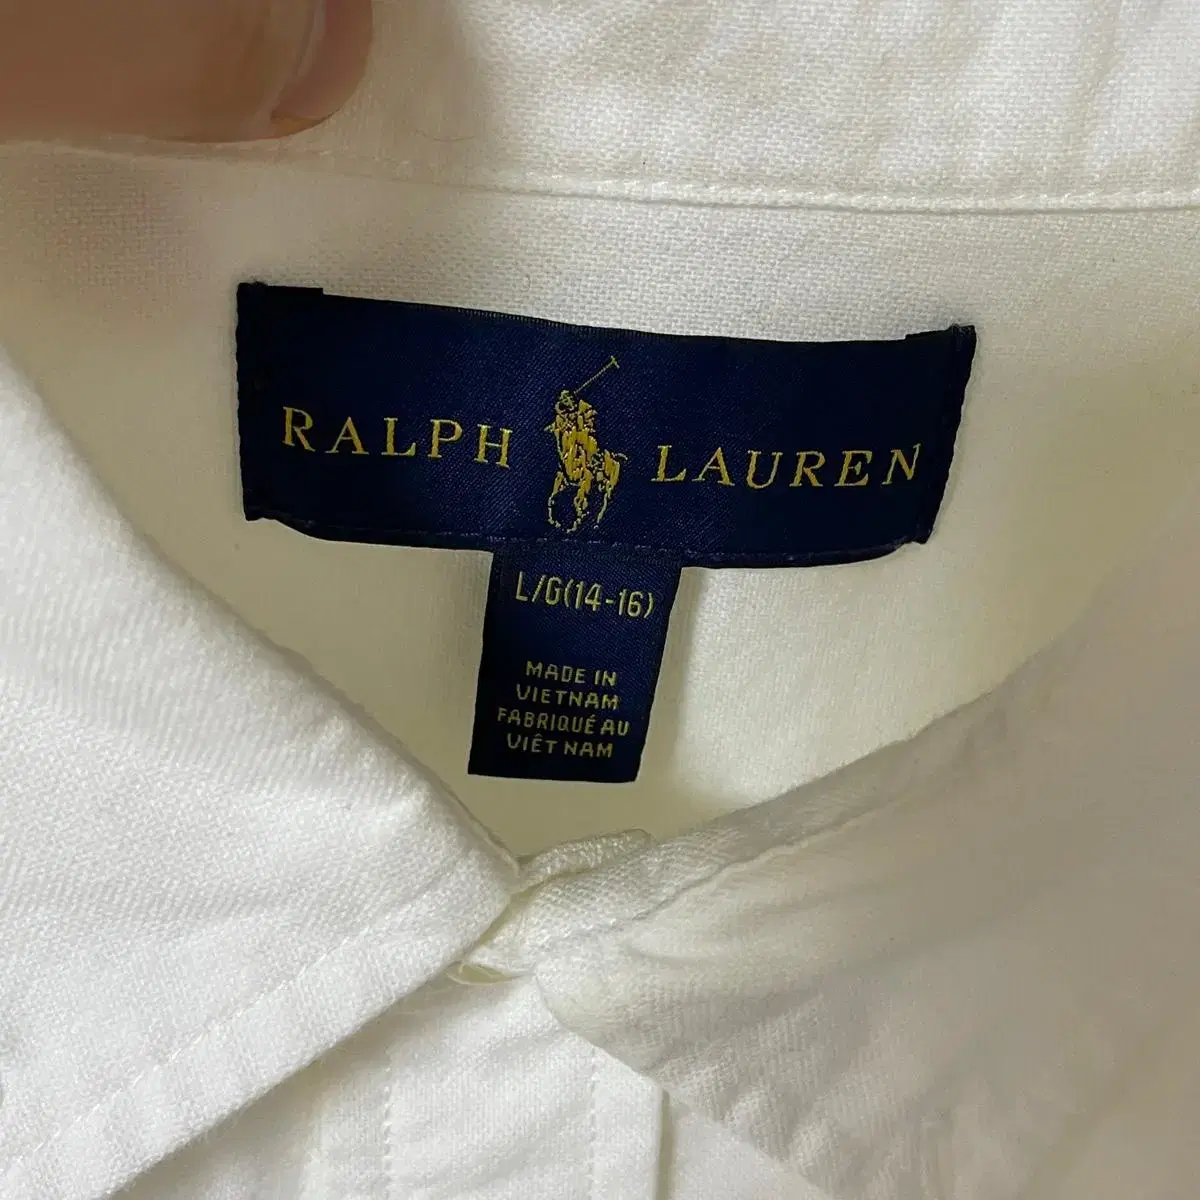 RALPH LAUREN
L/G(14-16)
MADE IN
VIETNAM
FABRIQUÉ AU
VIÊT NAM